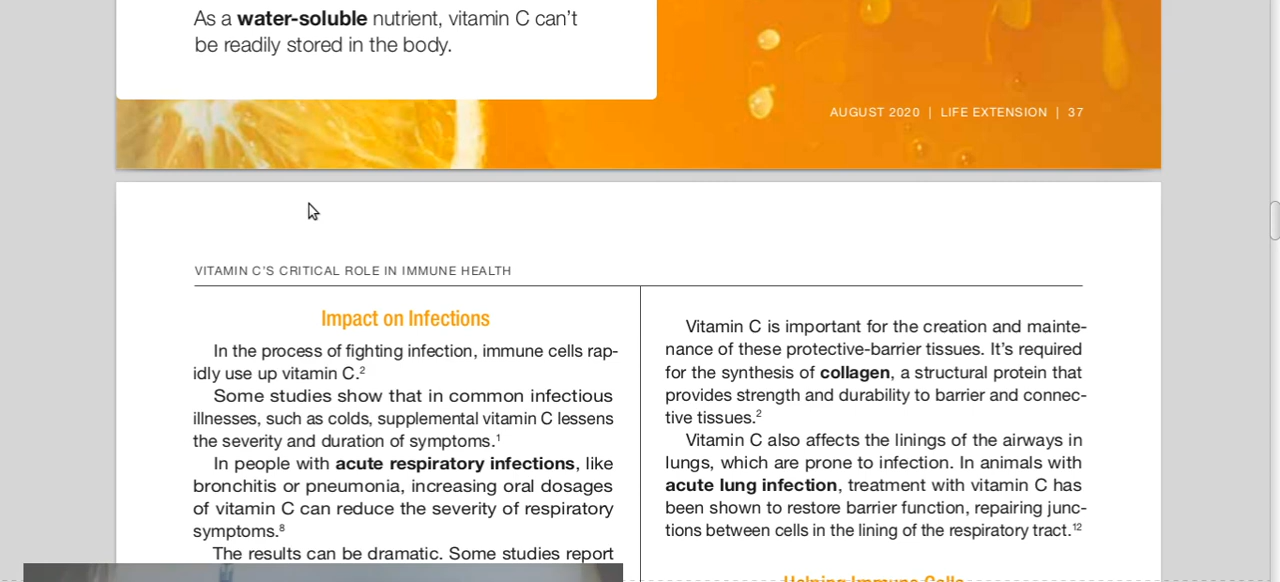 As a water-soluble nutrient, vitamin C can't
be readily stored in the body.
AUGUST 2020 | LIFE EXTENSION | 37
VITAMIN C'S CRITICAL ROLE IN IMMUNE HEALTH
Impact on Infections
In the process of fighting infection, immune cells rap-
idly use up vitamin C.2
Some studies show that in common infectious
illnesses, such as colds, supplemental vitamin C lessens
the severity and duration of symptoms.1
In people with acute respiratory infections, like
bronchitis or pneumonia, increasing oral dosages
of vitamin C can reduce the severity of respiratory
symptoms.8
The results can be dramatic. Some studies report
Vitamin C is important for the creation and mainte-
nance of these protective-barrier tissues. It's required
for the synthesis of collagen, a structural protein that
provides strength and durability to barrier and connec-
tive tissues.2
Vitamin C also affects the linings of the airways in
lungs, which are prone to infection. In animals with
acute lung infection, treatment with vitamin C has
been shown to restore barrier function, repairing junc-
tions between cells in the lining of the respiratory tract.12
Helping Immune Cells